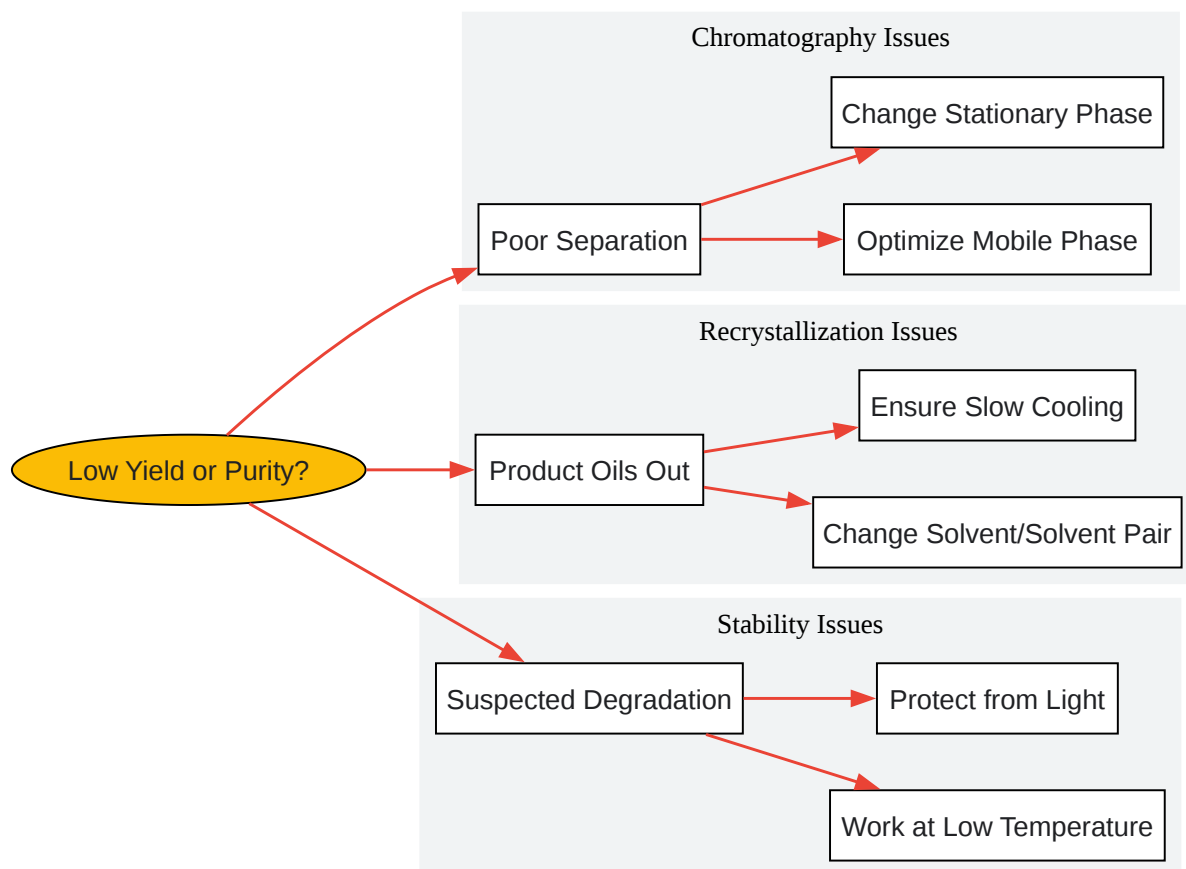 Chromatography Issues
Change Stationary Phase
Poor Separation
Optimize Mobile Phase
Recrystallization Issues
Ensure Slow Cooling
Low Yield or Purity?
Product Oils Out
Change Solvent/Solvent Pair
Stability Issues
Suspected Degradation
Protect from Light
Work at Low Temperature